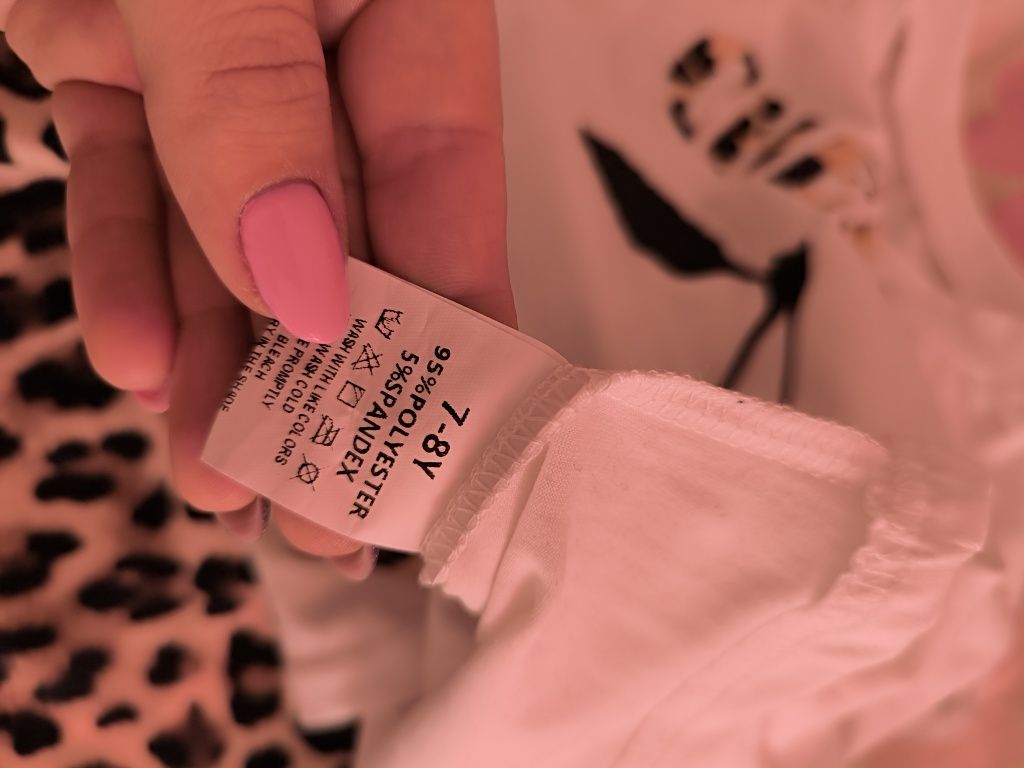 7-8Y
95%POLYESTER
5%SPANDEX
WASH WITH LIKE COLORS
WASH COLD
PROMPTLY
BLEACH
IN THE SHADE